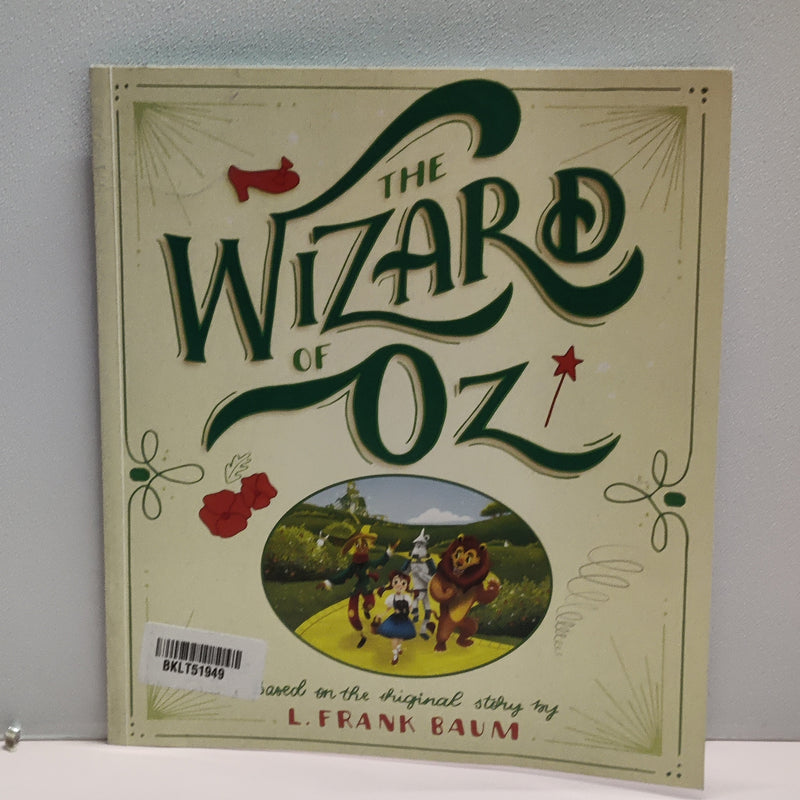 THE
WIZARD
OF
OZ
BKLT51949
based on the original story by
L. FRANK BAUM